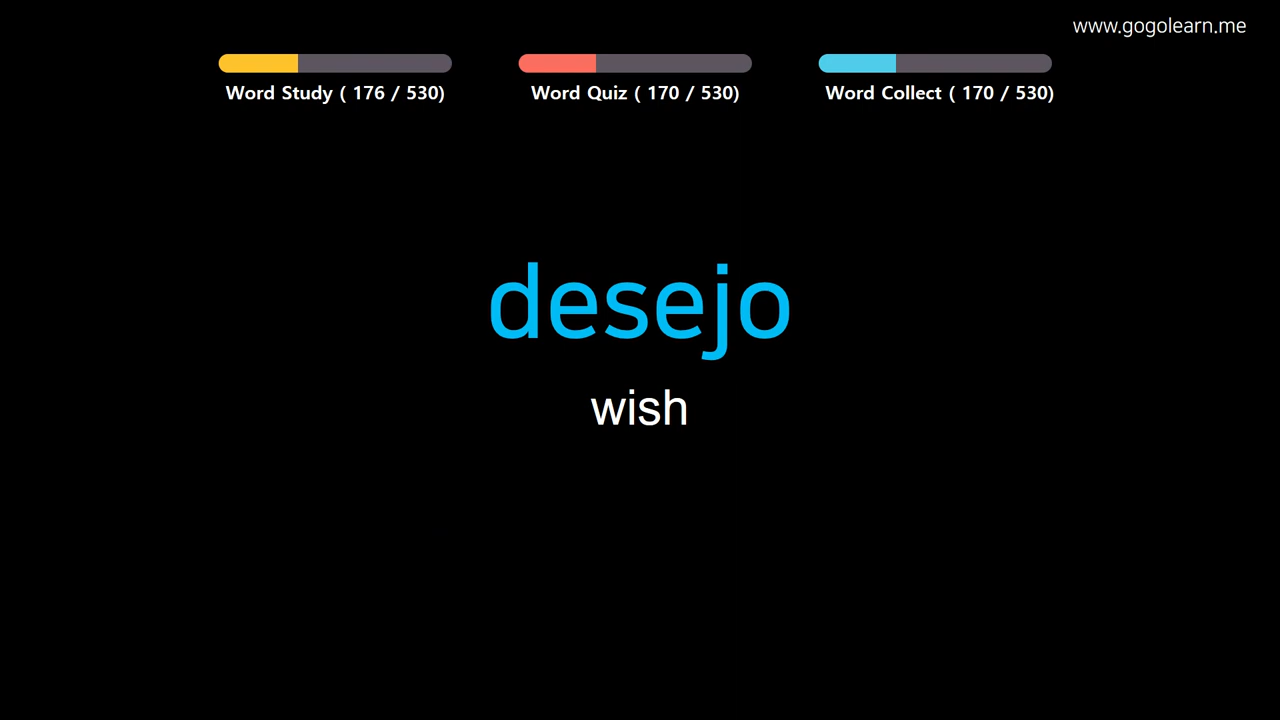 www.gogolearn.me
Word Study ( 176 / 530)
Word Quiz ( 170 / 530)
Word Collect ( 170 / 530)
desejo
wish